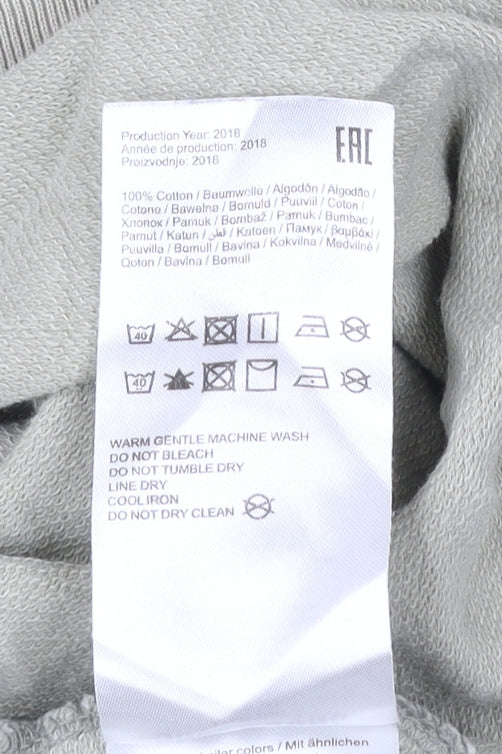 Production Year: 2018
Année de production: 2018
Proizvodnje: 2018
EAC
100% Cotton / Baumwolle / Algodón / Algodão /
Cotone / Bawełna / Bomuld / Puuvill / Coton /
Хлопок / Pamuk / Bombaž / Pamuk / Bumbac /
Pamut / Katun / قطن / Katoen / Памук / βαμβάκι /
Puuvilla / Bomull / Bavlna / Kokvilna / Medvilnė /
Qoton / Bavlna / Bomull
40
40
WARM GENTLE MACHINE WASH
DO NOT BLEACH
DO NOT TUMBLE DRY
LINE DRY
COOL IRON
DO NOT DRY CLEAN
colors / Mit ähnlichen